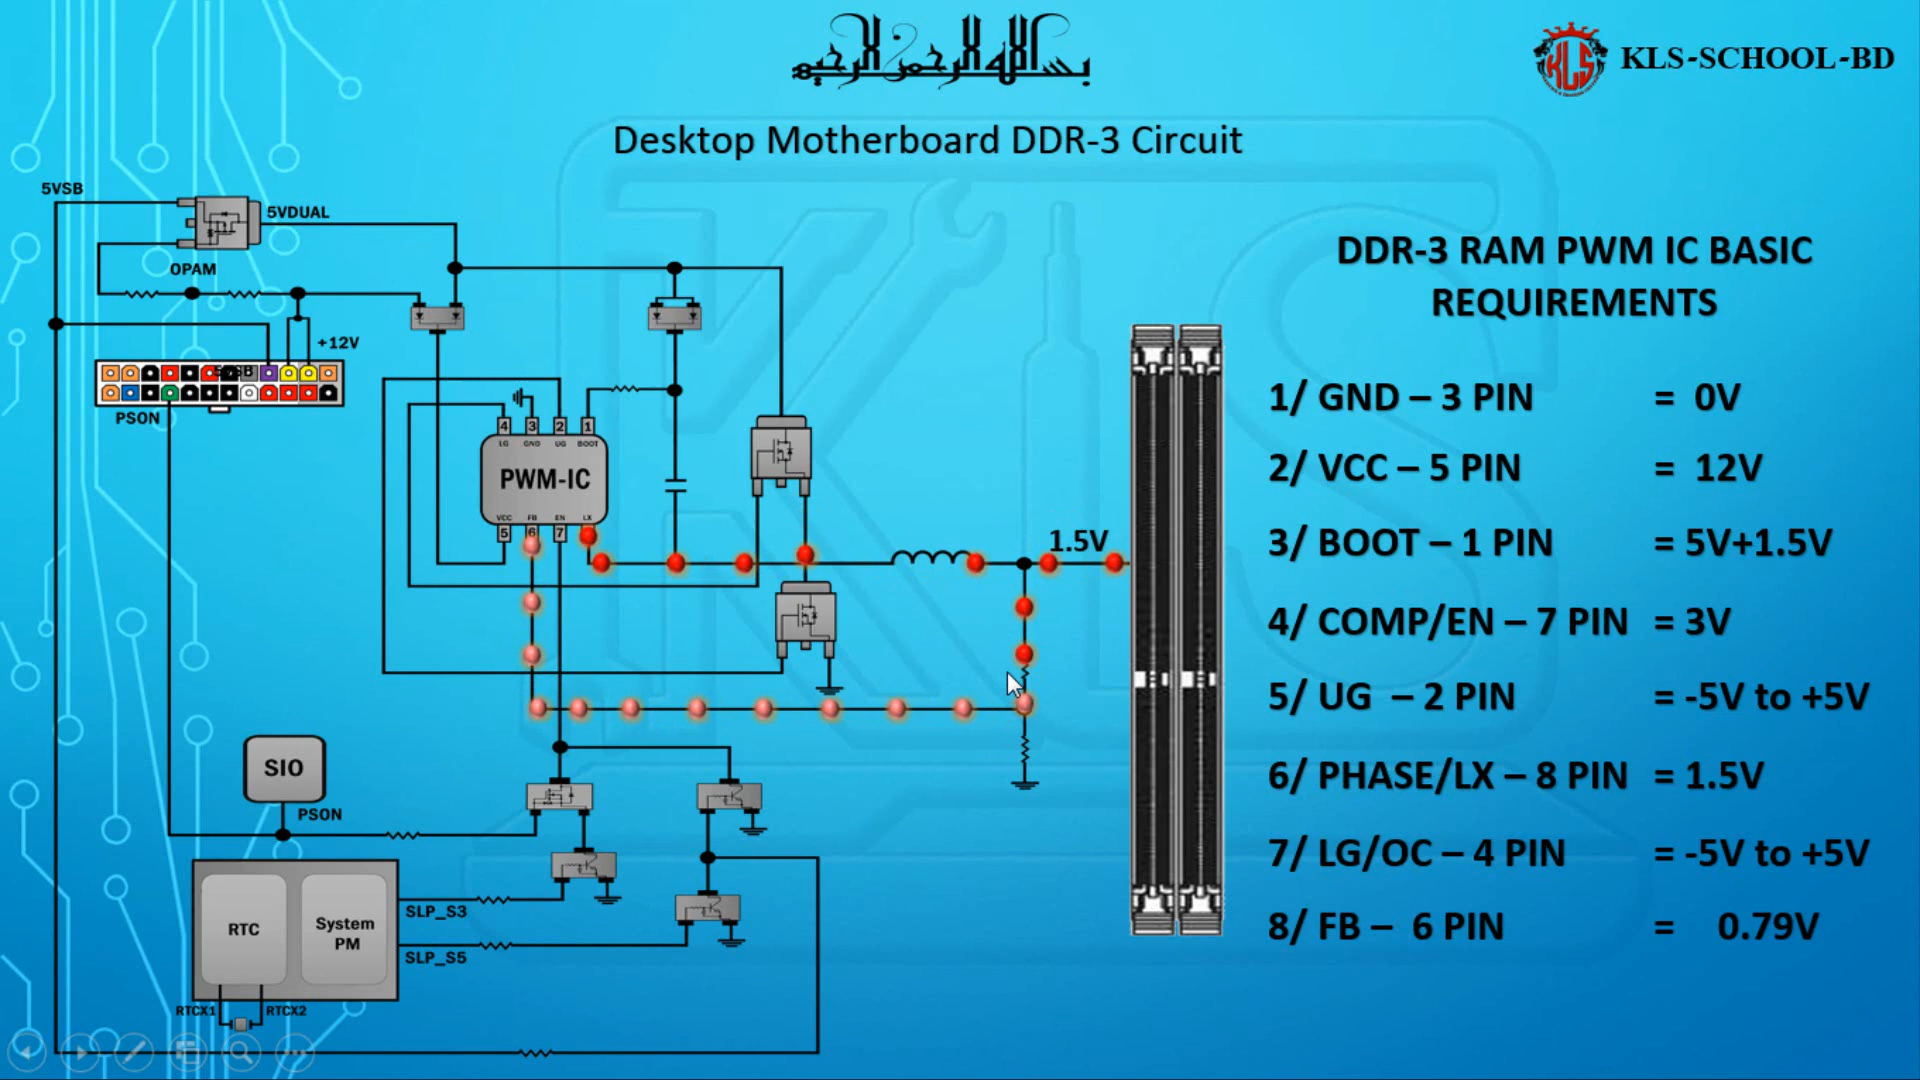 بسم الله الرحمن الرحيم
KLS
KLS-SCHOOL-BD
Desktop Motherboard DDR-3 Circuit
5VSB
5VDUAL
OPAM
+12V
PSON
4 3 2 1
LG GND UG BOOT
PWM-IC
VCC FB EN LX
5 6 7
1.5V
SIO
PSON
RTC
System
PM
SLP_S3
SLP_S5
RTCX1
RTCX2
DDR-3 RAM PWM IC BASIC
REQUIREMENTS
1/ GND – 3 PIN = 0V
2/ VCC – 5 PIN = 12V
3/ BOOT – 1 PIN = 5V+1.5V
4/ COMP/EN – 7 PIN = 3V
5/ UG – 2 PIN = -5V to +5V
6/ PHASE/LX – 8 PIN = 1.5V
7/ LG/OC – 4 PIN = -5V to +5V
8/ FB – 6 PIN = 0.79V